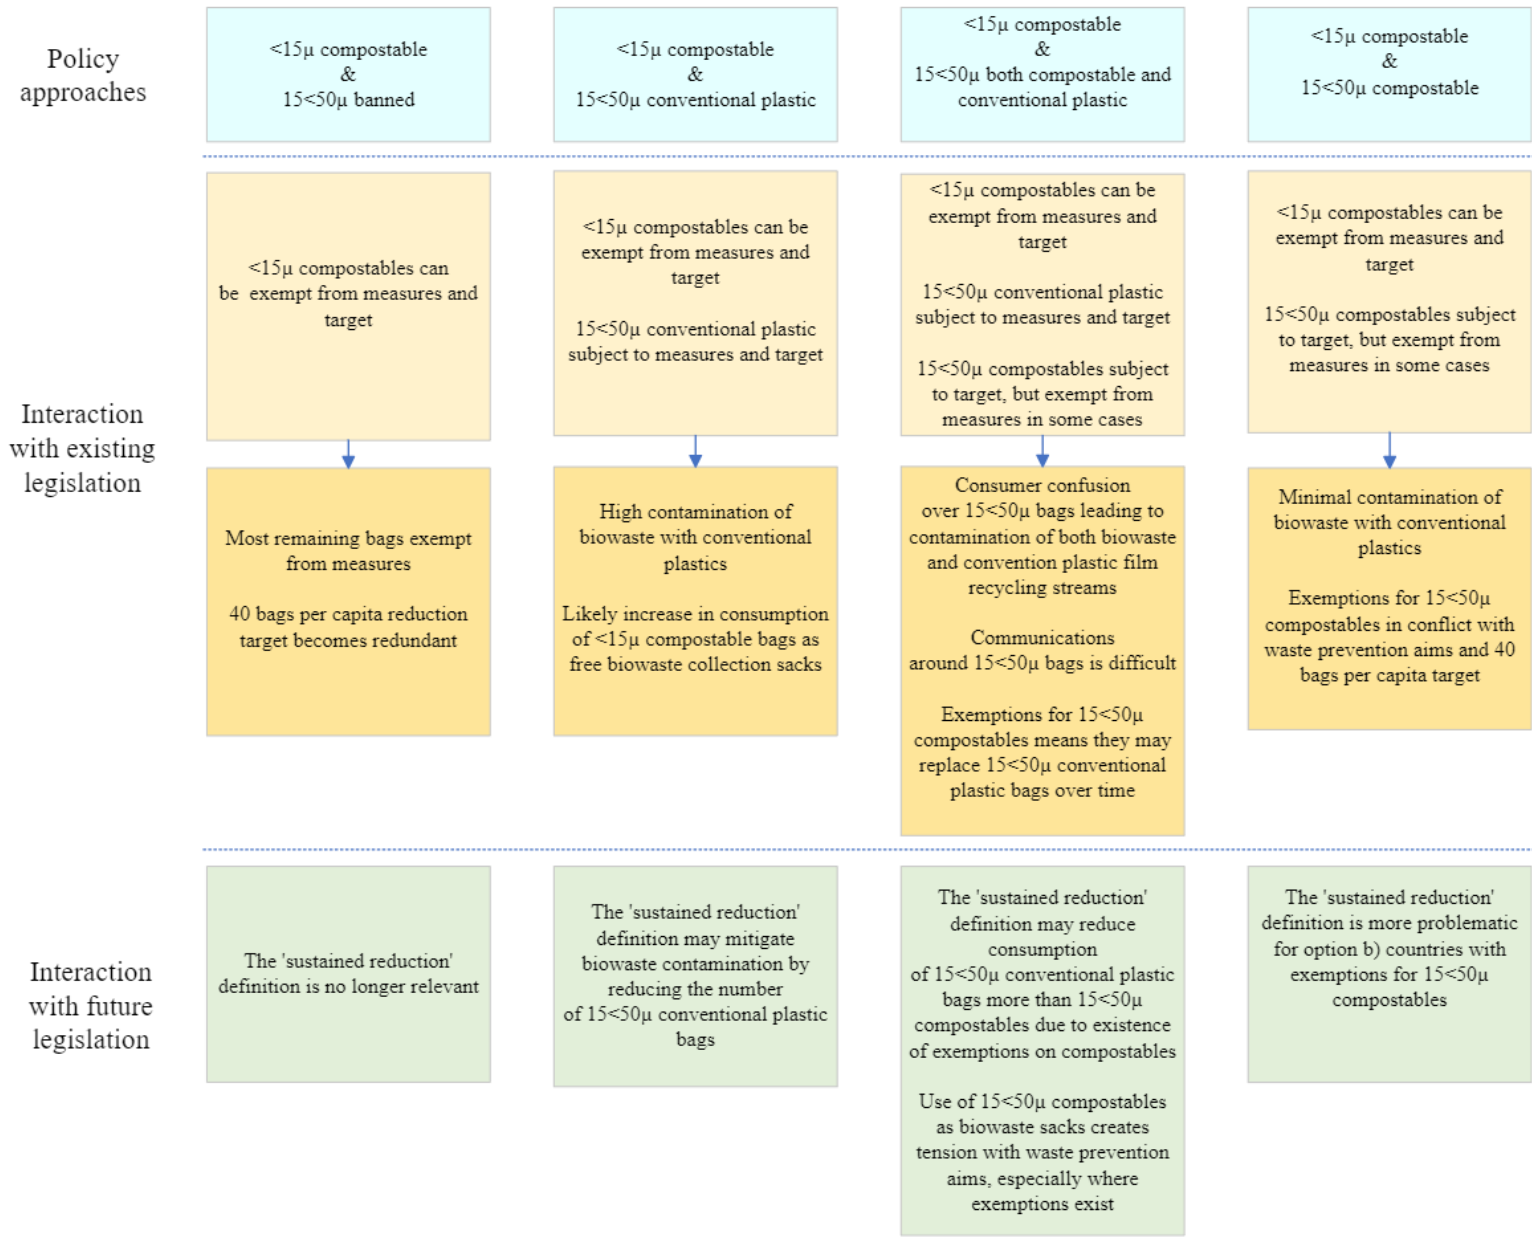 Policy
approaches
<15µ compostable
&
15<50µ banned
<15µ compostable
&
15<50µ conventional plastic
<15µ compostable
&
15<50µ both compostable and
conventional plastic
<15µ compostable
&
15<50µ compostable
Interaction
with existing
legislation
<15µ compostables can
be exempt from measures and
target
<15µ compostables can be
exempt from measures and
target
15<50µ conventional plastic
subject to measures and target
<15µ compostables can be
exempt from measures and
target
15<50µ conventional plastic
subject to measures and target
15<50µ compostables subject
to target, but exempt from
measures in some cases
<15µ compostables can be
exempt from measures and
target
15<50µ compostables subject
to target, but exempt from
measures in some cases
Most remaining bags exempt
from measures
40 bags per capita reduction
target becomes redundant
High contamination of
biowaste with conventional
plastics
Likely increase in consumption
of <15µ compostable bags as
free biowaste collection sacks
Consumer confusion
over 15<50µ bags leading to
contamination of both biowaste
and convention plastic film
recycling streams
Communications
around 15<50µ bags is difficult
Exemptions for 15<50µ
compostables means they may
replace 15<50µ conventional
plastic bags over time
Minimal contamination of
biowaste with conventional
plastics
Exemptions for 15<50µ
compostables in conflict with
waste prevention aims and 40
bags per capita target
Interaction
with future
legislation
The 'sustained reduction'
definition is no longer relevant
The 'sustained reduction'
definition may mitigate
biowaste contamination by
reducing the number
of 15<50µ conventional plastic
bags
The 'sustained reduction'
definition may reduce
consumption
of 15<50µ conventional plastic
bags more than 15<50µ
compostables due to existence
of exemptions on compostables
Use of 15<50µ compostables
as biowaste sacks creates
tension with waste prevention
aims, especially where
exemptions exist
The 'sustained reduction'
definition is more problematic
for option b) countries with
exemptions for 15<50µ
compostables